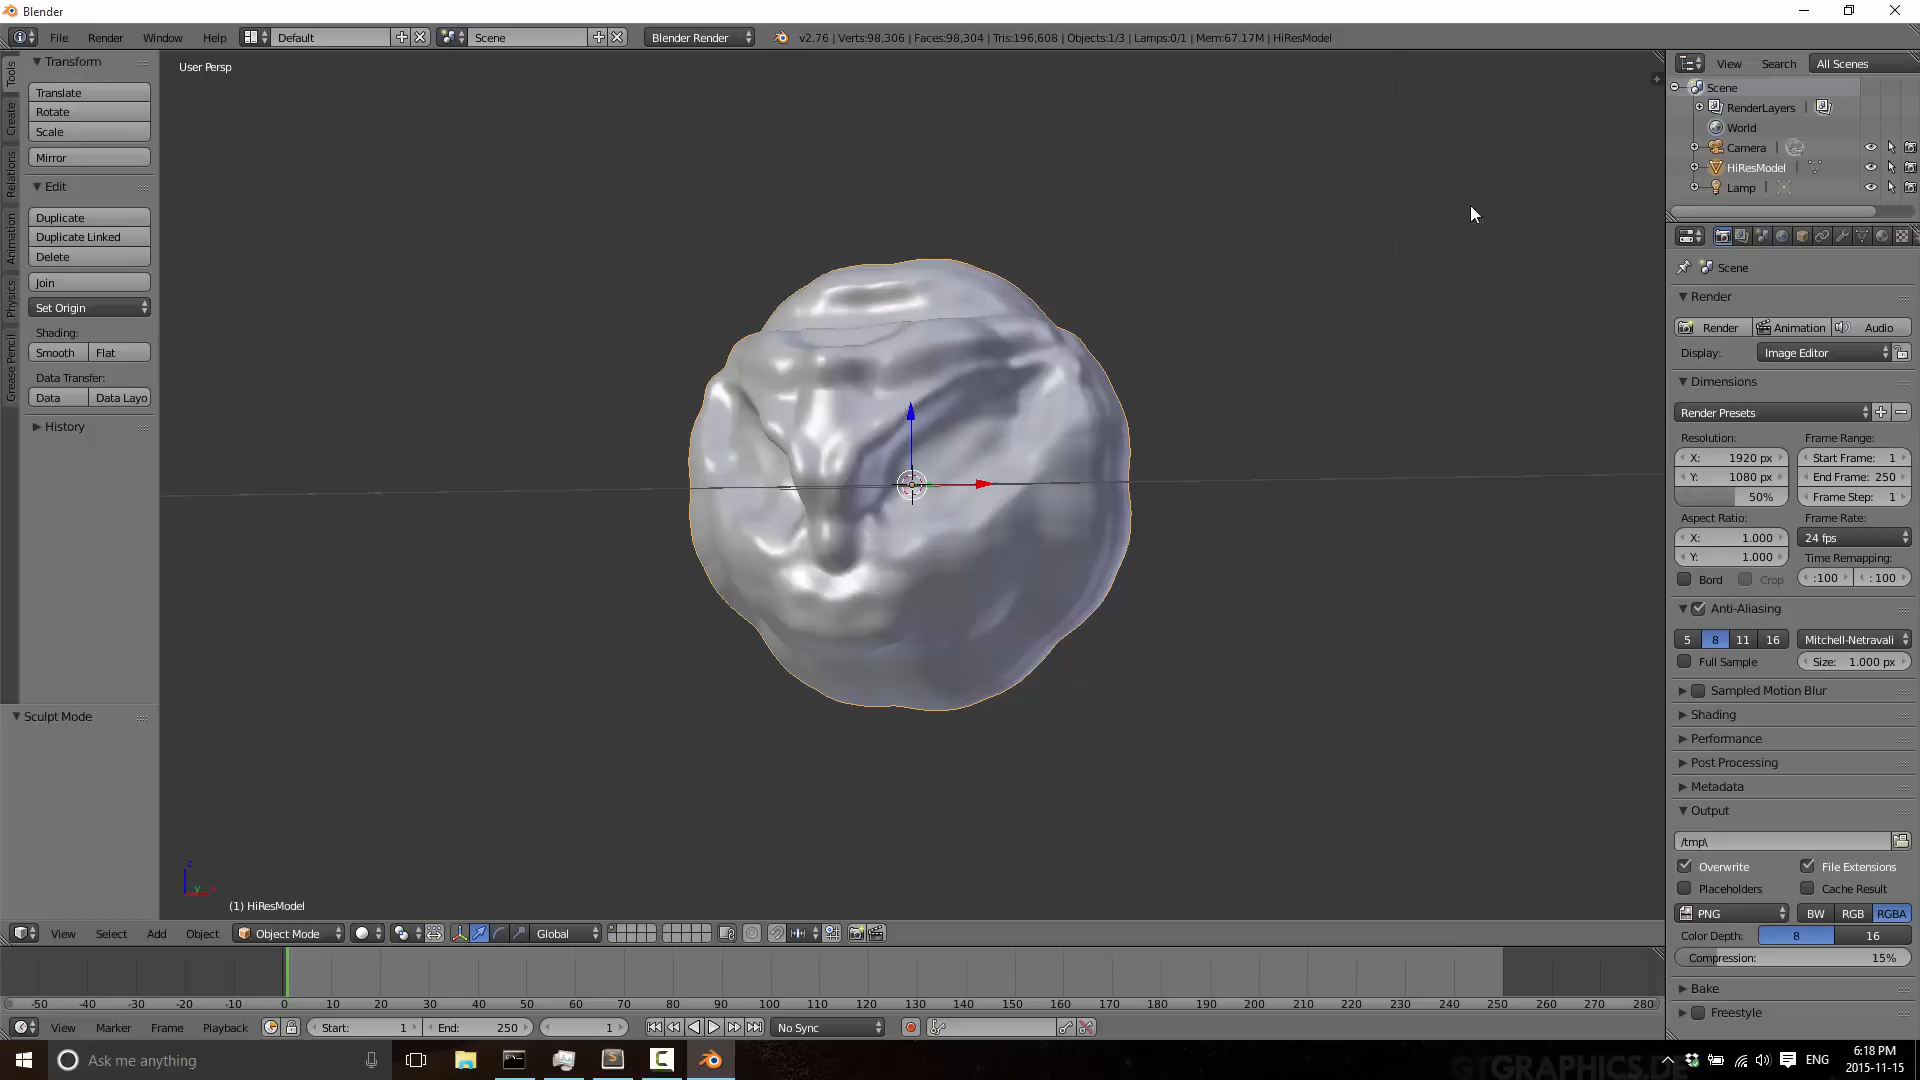 Blender
File Render Window Help Default Scene Blender Render v2.76 | Verts:98,306 | Faces:98,304 | Tris:196,608 | Objects:1/3 | Lamps:0/1 | Mem:67.17M | HiResModel
Tools
Create
Relations
Animation
Physics
Grease Pencil
Transform
Translate
Rotate
Scale
Mirror
Edit
Duplicate
Duplicate Linked
Delete
Join
Set Origin
Shading:
Smooth Flat
Data Transfer:
Data Data Layo
History
Sculpt Mode
User Persp
z
y x
(1) HiResModel
View Search All Scenes
Scene
RenderLayers |
World
Camera |
HiResModel |
Lamp |
Scene
Render
Render Animation Audio
Display: Image Editor
Dimensions
Render Presets
Resolution: Frame Range:
X: 1920 px Start Frame: 1
Y: 1080 px End Frame: 250
50% Frame Step: 1
Aspect Ratio: Frame Rate:
X: 1.000 24 fps
Y: 1.000 Time Remapping:
Bord Crop :100 : 100
Anti-Aliasing
5 8 11 16 Mitchell-Netravali
Full Sample Size: 1.000 px
Sampled Motion Blur
Shading
Performance
Post Processing
Metadata
Output
/tmp\
Overwrite File Extensions
Placeholders Cache Result
PNG BW RGB RGBA
Color Depth: 8 16
Compression: 15%
Bake
Freestyle
View Select Add Object Object Mode Global
-50 -40 -30 -20 -10 0 10 20 30 40 50 60 70 80 90 100 110 120 130 140 150 160 170 180 190 200 210 220 230 240 250 260 270 280
View Marker Frame Playback Start: 1 End: 250 1 No Sync
Ask me anything
GTGRAPHICS.DE
ENG
6:18 PM
2015-11-15